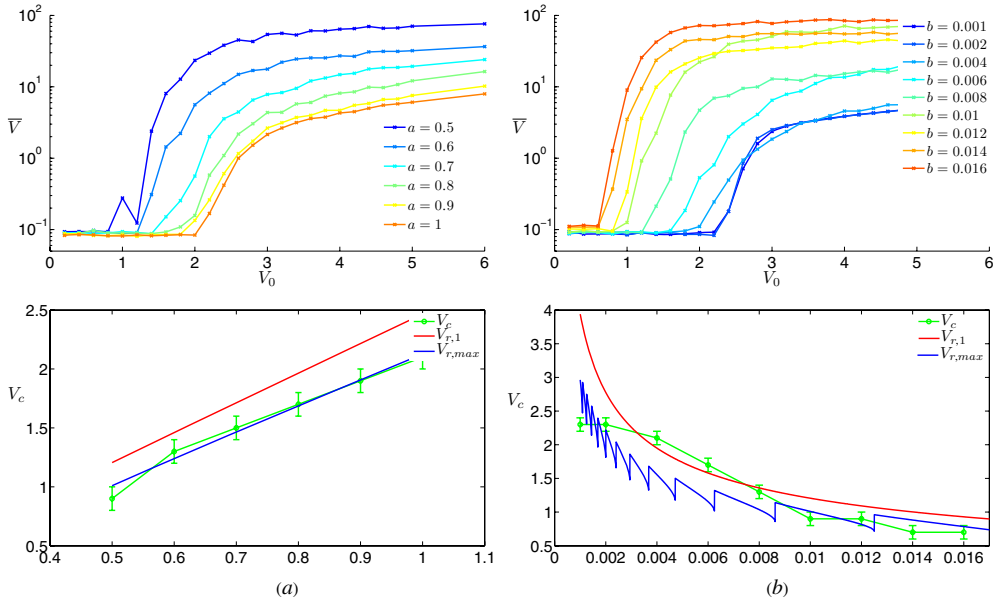 10²
10¹
10⁰
10⁻¹
V̅
0
1
2
3
4
5
6
V₀
a = 0.5
a = 0.6
a = 0.7
a = 0.8
a = 0.9
a = 1
10²
10¹
10⁰
10⁻¹
V̅
0
1
2
3
4
5
6
V₀
b = 0.001
b = 0.002
b = 0.004
b = 0.006
b = 0.008
b = 0.01
b = 0.012
b = 0.014
b = 0.016
2.5
2
1.5
1
0.5
V_c
0.4
0.5
0.6
0.7
0.8
0.9
1
1.1
V_c
V_{r,1}
V_{r,max}
(a)
4
3.5
3
2.5
2
1.5
1
0.5
V_c
0
0.002
0.004
0.006
0.008
0.01
0.012
0.014
0.016
V_c
V_{r,1}
V_{r,max}
(b)